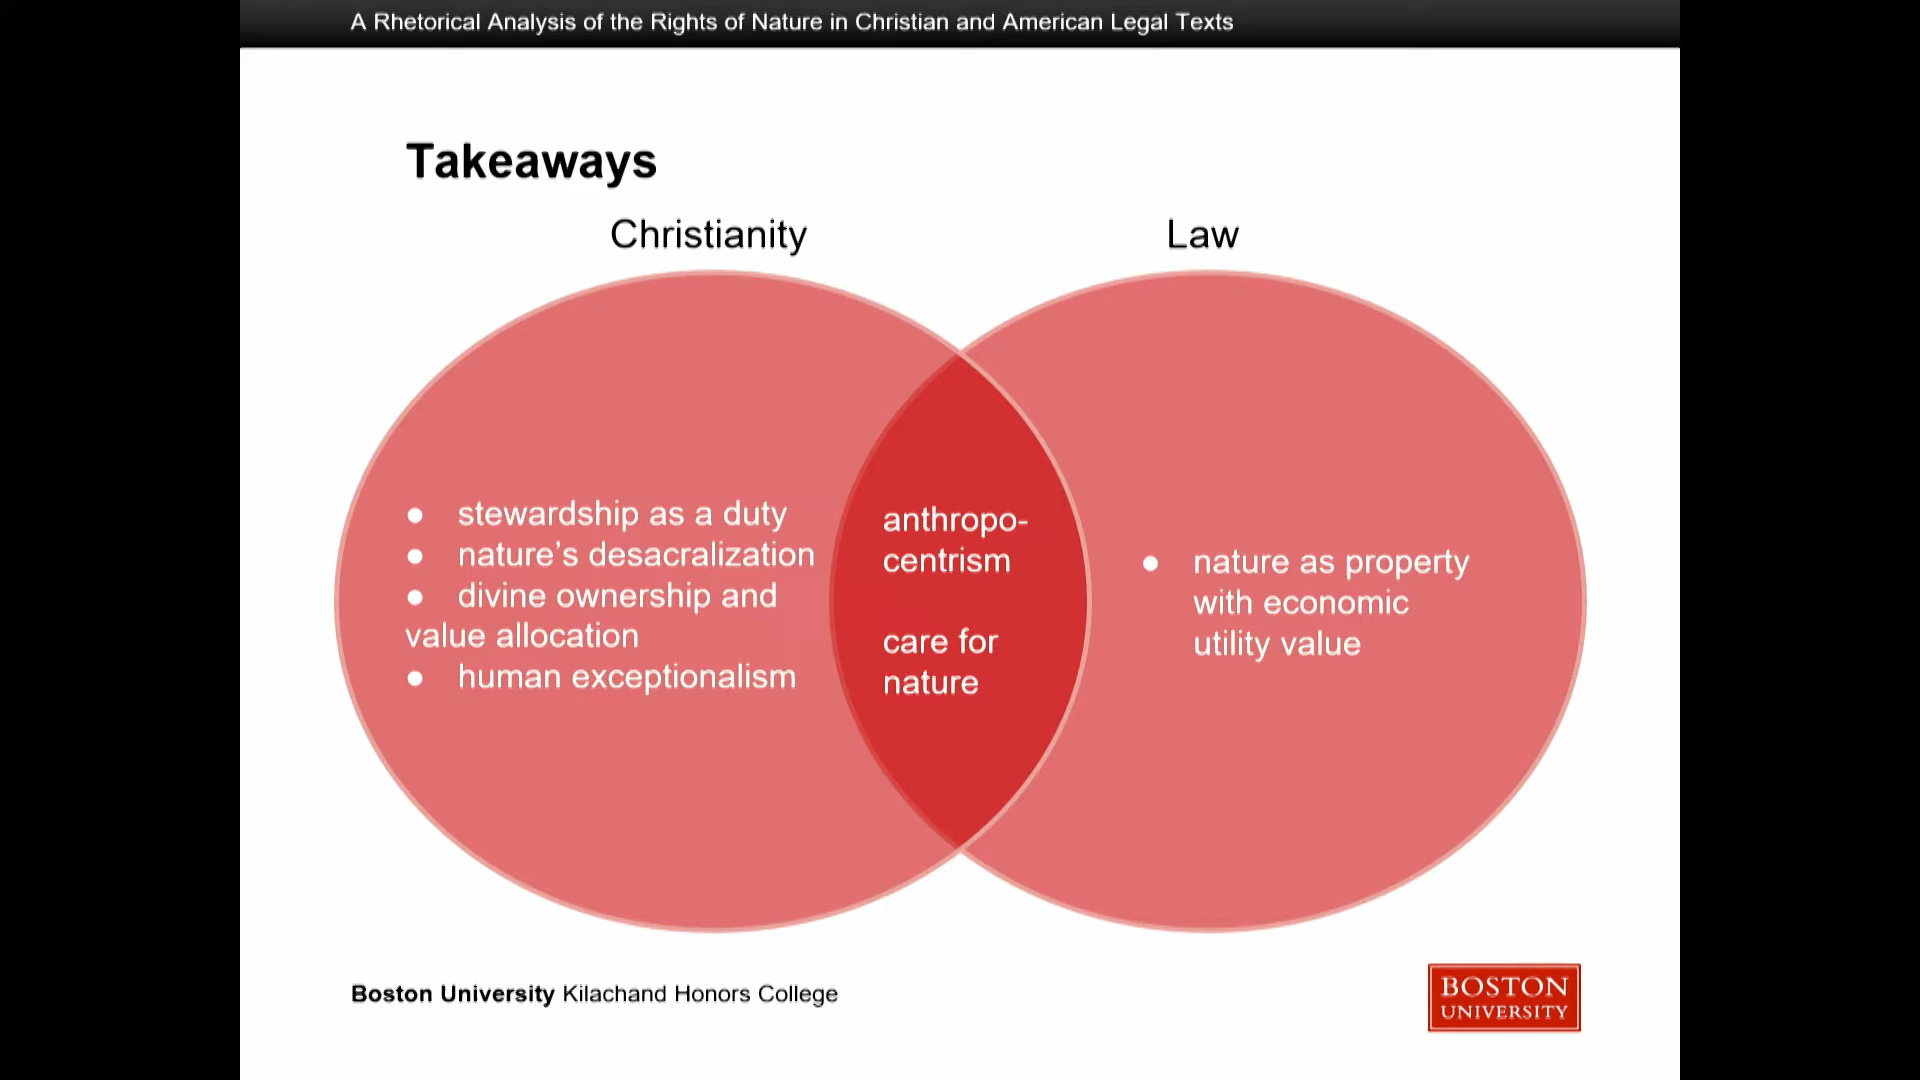 A Rhetorical Analysis of the Rights of Nature in Christian and American Legal Texts
Takeaways
Christianity
Law
● stewardship as a duty
● nature’s desacralization
● divine ownership and
value allocation
● human exceptionalism
anthropo-
centrism
care for
nature
● nature as property
with economic
utility value
Boston University Kilachand Honors College
BOSTON
UNIVERSITY